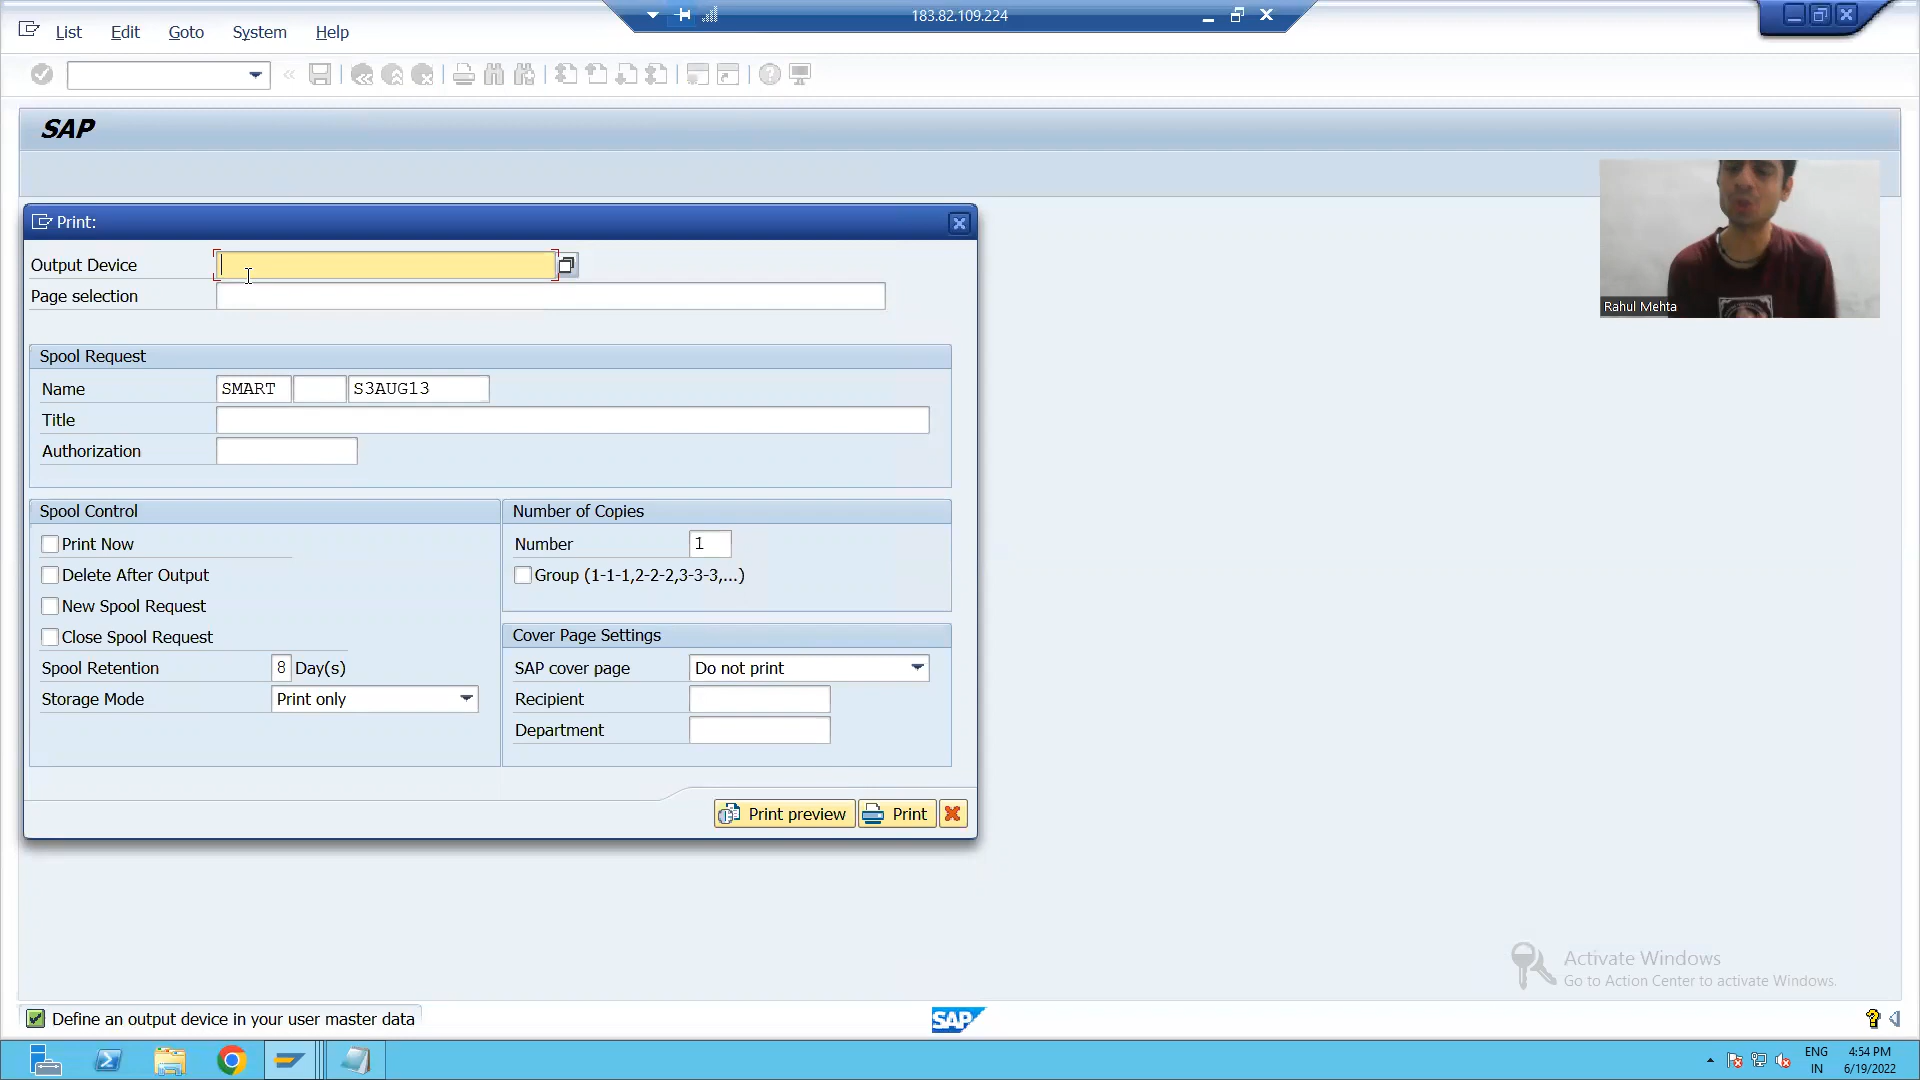 183.82.109.224
List Edit Goto System Help
SAP
Print:
Output Device
Page selection
Rahul Mehta
Spool Request
Name SMART S3AUG13
Title
Authorization
Spool Control
Number of Copies
Print Now
Number 1
Delete After Output
Group (1-1-1,2-2-2,3-3-3,...)
New Spool Request
Close Spool Request
Cover Page Settings
Spool Retention 8 Day(s)
SAP cover page Do not print
Storage Mode Print only
Recipient
Department
Print preview Print
Activate Windows
Go to Action Center to activate Windows.
Define an output device in your user master data
SAP
ENG 4:54 PM
IN 6/19/2022